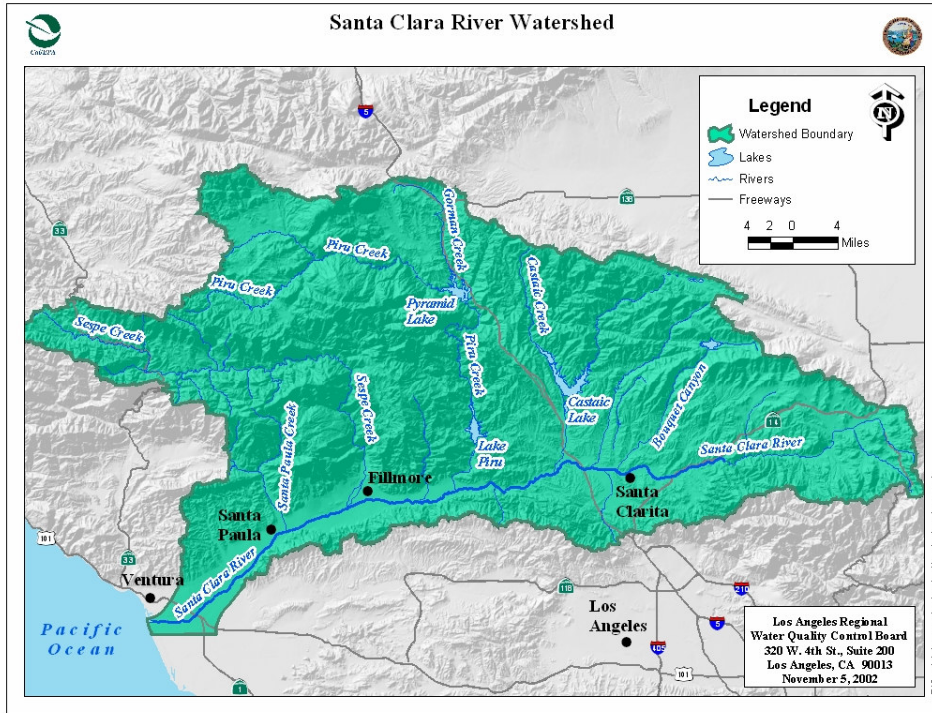 Santa Clara River Watershed
Cal/EPA
Legend
N
Watershed Boundary
Lakes
Rivers
Freeways
4 2 0 4
Miles
5
138
33
Gorman Creek
Piru Creek
Castaic Creek
Piru Creek
Pyramid
Lake
Sespe Creek
Piru Creek
Sespe Creek
Castaic
Lake
Bouquet Canyon
14
Santa Paula Creek
Lake
Piru
Santa Clara River
Fillmore
Santa
Clarita
Santa
Paula
101
33
Ventura
Santa Clara River
118
210
Los
Angeles
5
405
101
Pacific
Ocean
1
Los Angeles Regional
Water Quality Control Board
320 W. 4th St., Suite 200
Los Angeles, CA 90013
November 5, 2002